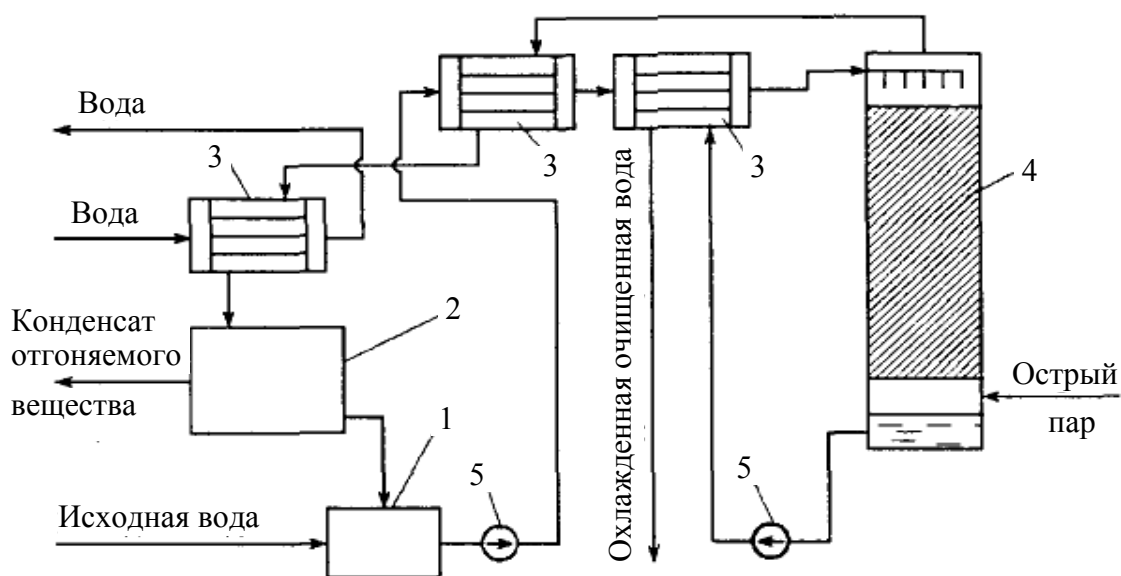 Вода
3
Вода
3
3
4
Охлажденная очищенная вода
Конденсат
отгоняемого
вещества
2
Острый
пар
1
5
5
Исходная вода